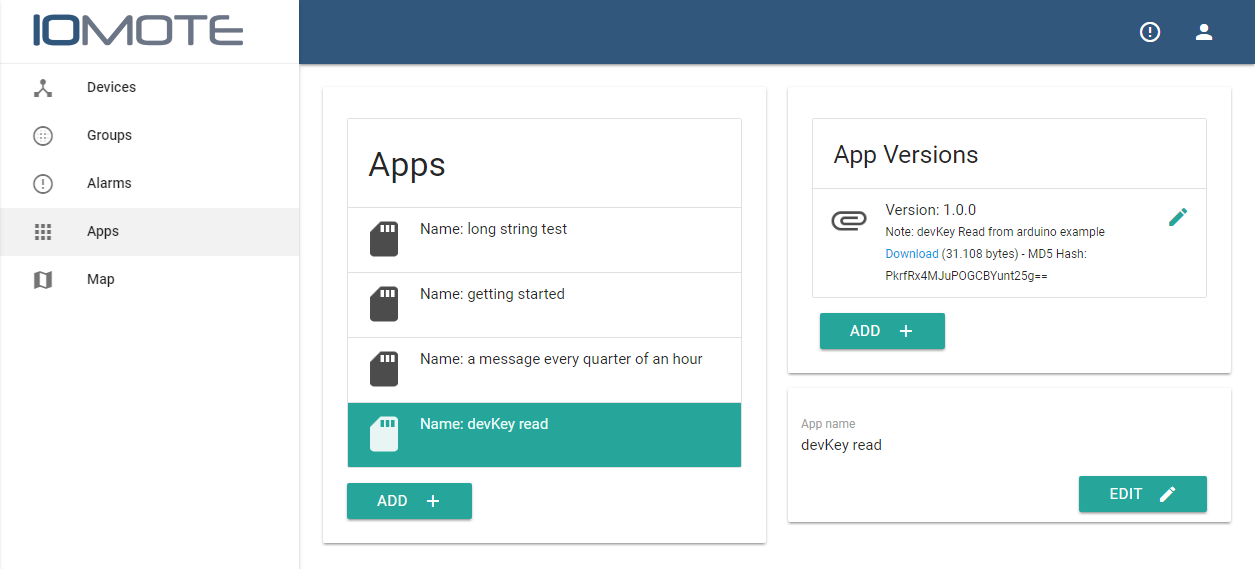 IOMOTE
Devices
Groups
Alarms
Apps
Map
Apps
Name: long string test
Name: getting started
Name: a message every quarter of an hour
Name: devKey read
ADD
App Versions
Version: 1.0.0
Note: devKey Read from arduino example
Download (31.108 bytes) - MD5 Hash:
PkrfRx4MJuPOGCBYunt25g==
ADD
App name
devKey read
EDIT